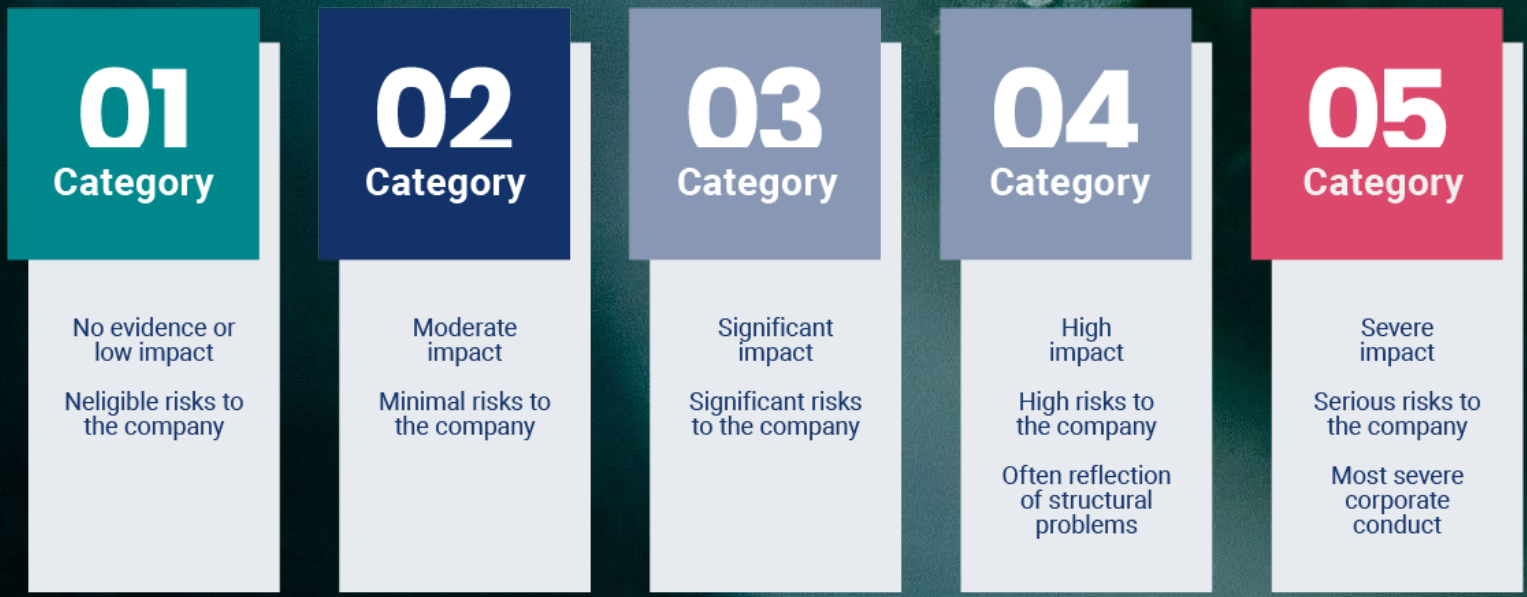 01
Category
No evidence or
low impact
Neligible risks to
the company
02
Category
Moderate
impact
Minimal risks to
the company
03
Category
Significant
impact
Significant risks
to the company
04
Category
High
impact
High risks to
the company
Often reflection
of structural
problems
05
Category
Severe
impact
Serious risks to
the company
Most severe
corporate
conduct